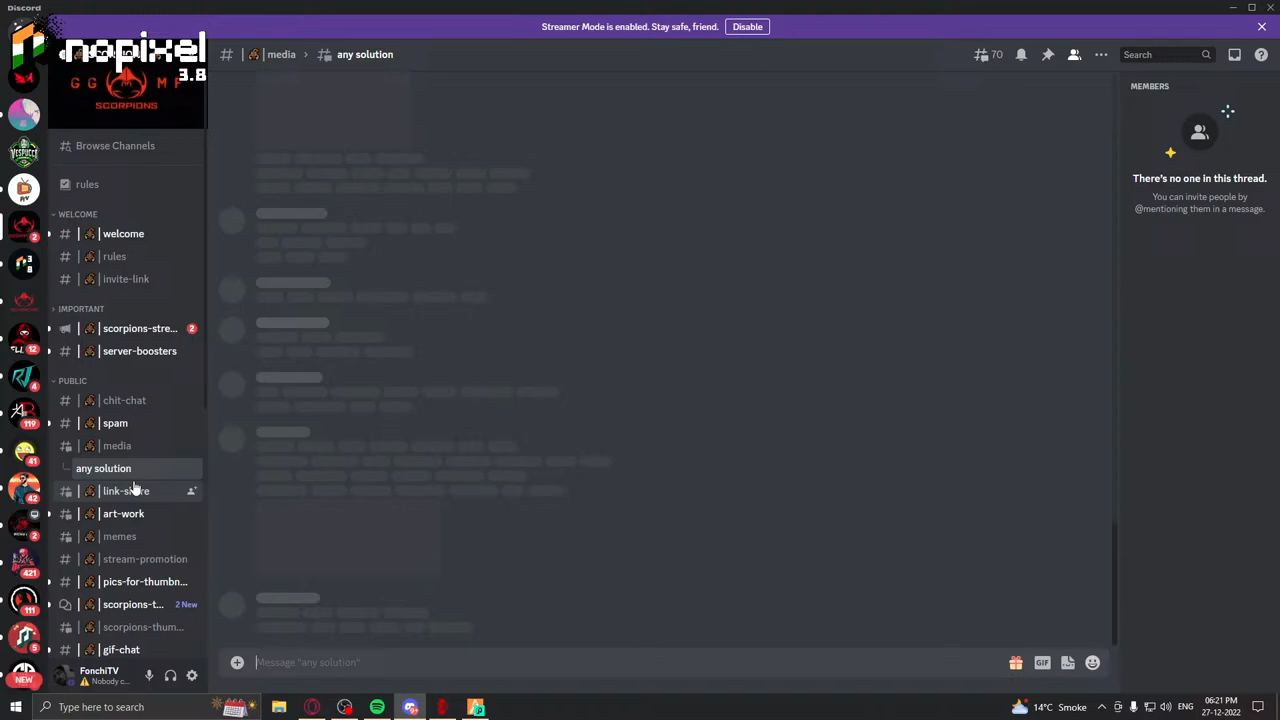 Discord
Streamer Mode is enabled. Stay safe, friend.
Disable
nopixel
3.8
GG MF
SCORPIONS
media
any solution
70
Search
Browse Channels
rules
WELCOME
welcome
rules
invite-link
IMPORTANT
scorpions-stre...
2
server-boosters
PUBLIC
chit-chat
spam
media
any solution
link-share
art-work
memes
stream-promotion
pics-for-thumbn...
scorpions-t...
2 New
scorpions-thum...
gif-chat
VESPUCCI
2
3
8
12
4
119
41
42
2
421
111
5
NEW
MEMBERS
There's no one in this thread.
You can invite people by
@mentioning them in a message.
Message "any solution"
GIF
FonchiTV
Nobody c...
Type here to search
14°C Smoke
ENG
06:21 PM
27-12-2022